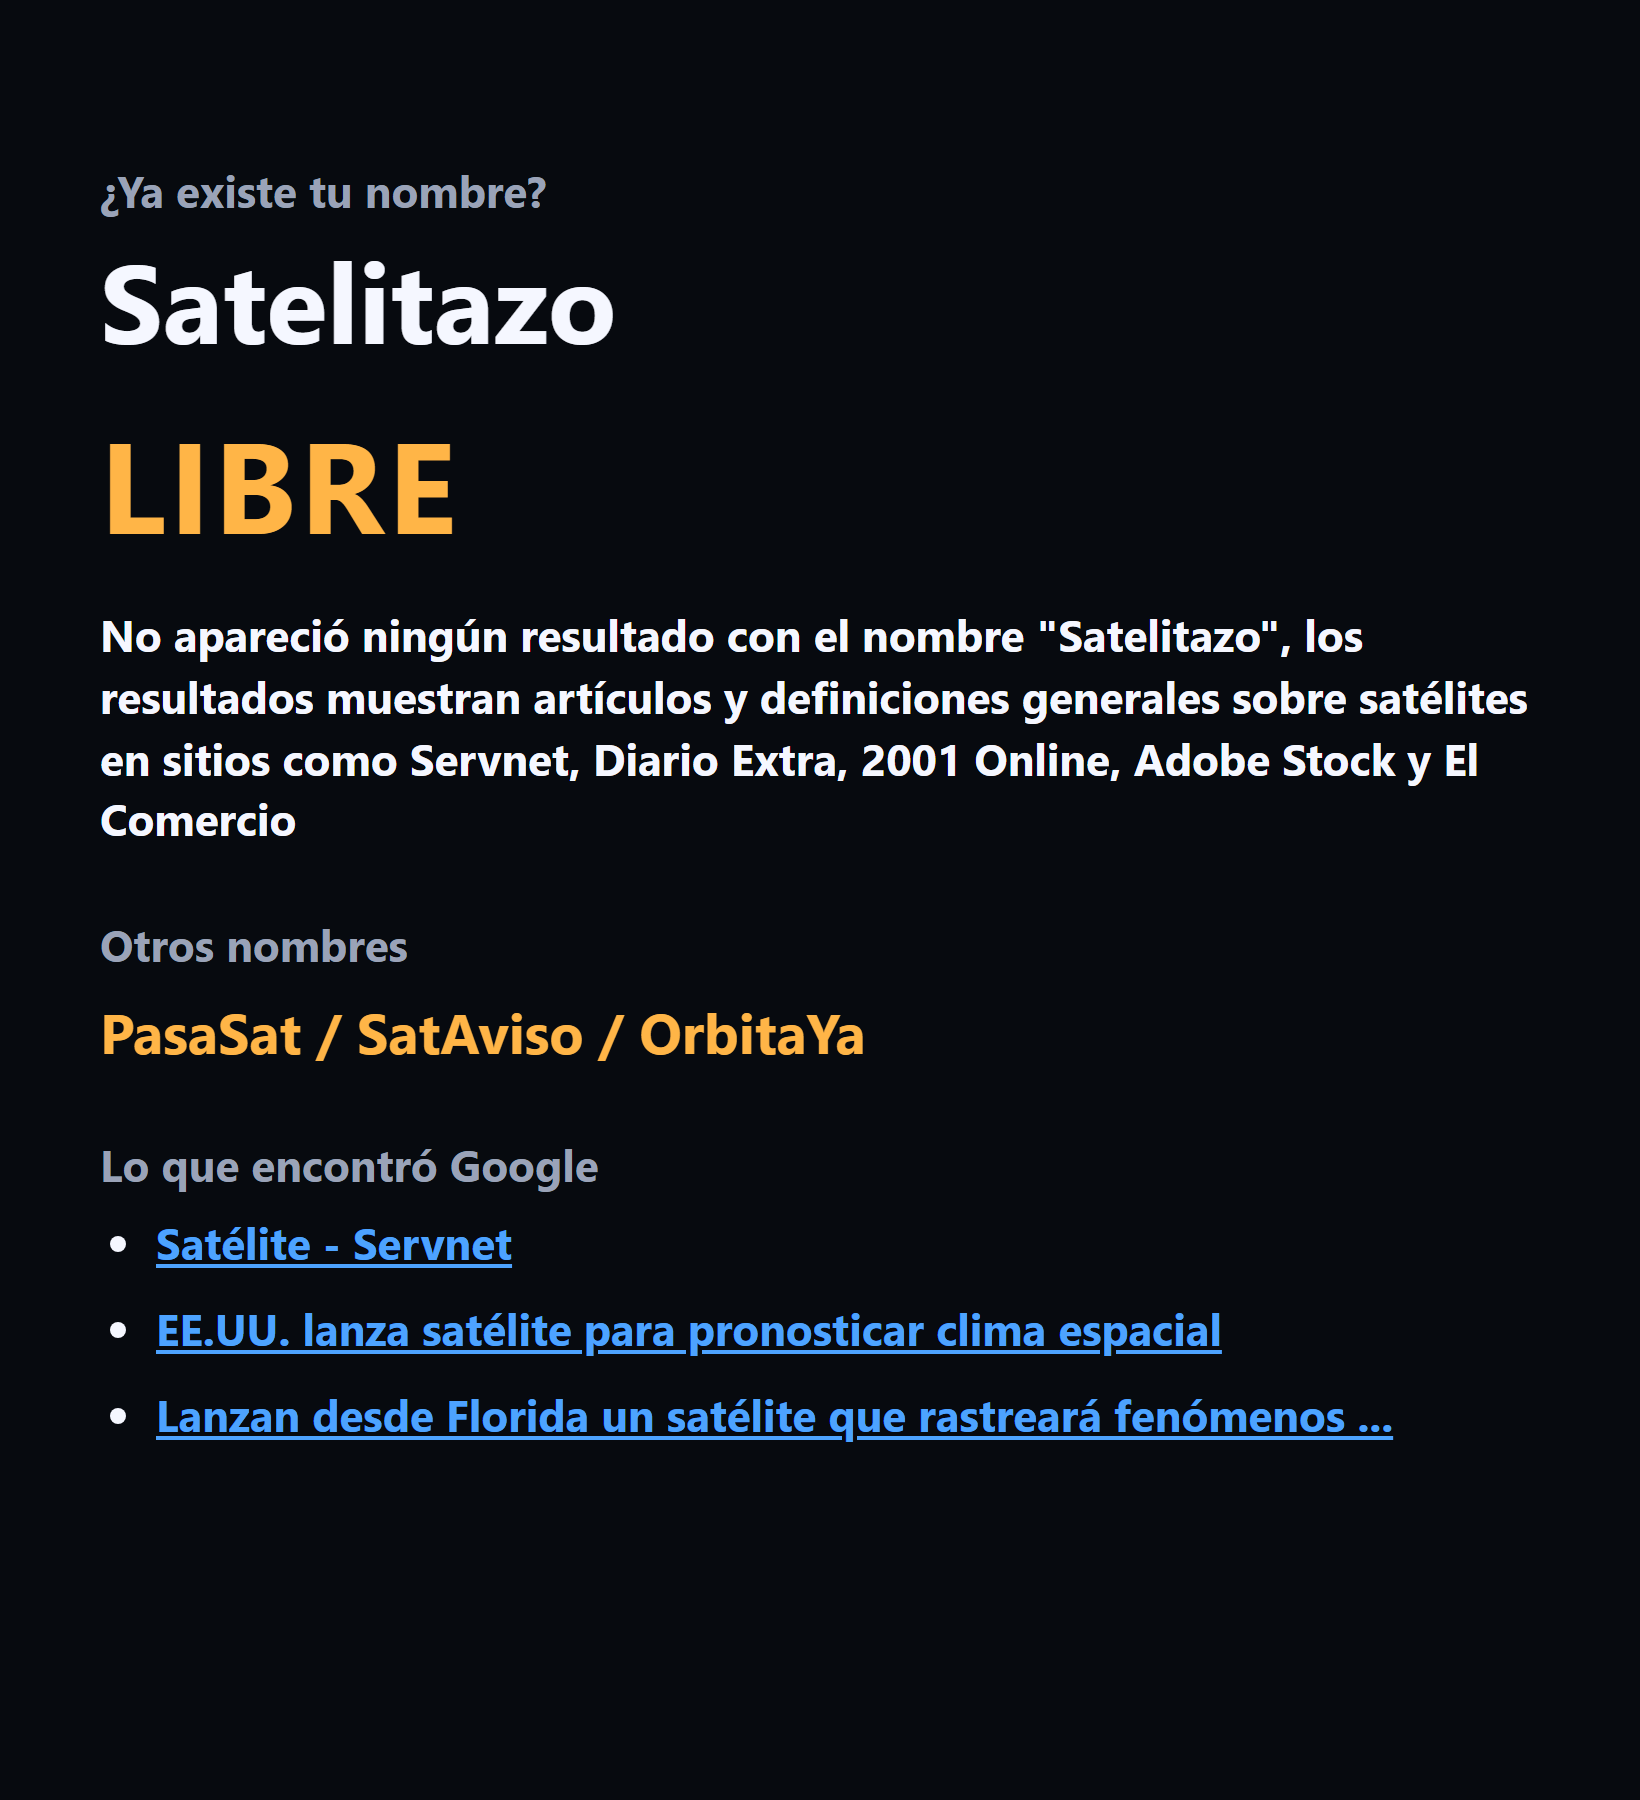 ¿Ya existe tu nombre?
Satelitazo
LIBRE
No apareció ningún resultado con el nombre "Satelitazo", los
resultados muestran artículos y definiciones generales sobre satélites
en sitios como Servnet, Diario Extra, 2001 Online, Adobe Stock y El
Comercio
Otros nombres
PasaSat / SatAviso / OrbitaYa
Lo que encontró Google
• Satélite - Servnet
• EE.UU. lanza satélite para pronosticar clima espacial
• Lanzan desde Florida un satélite que rastreará fenómenos ...